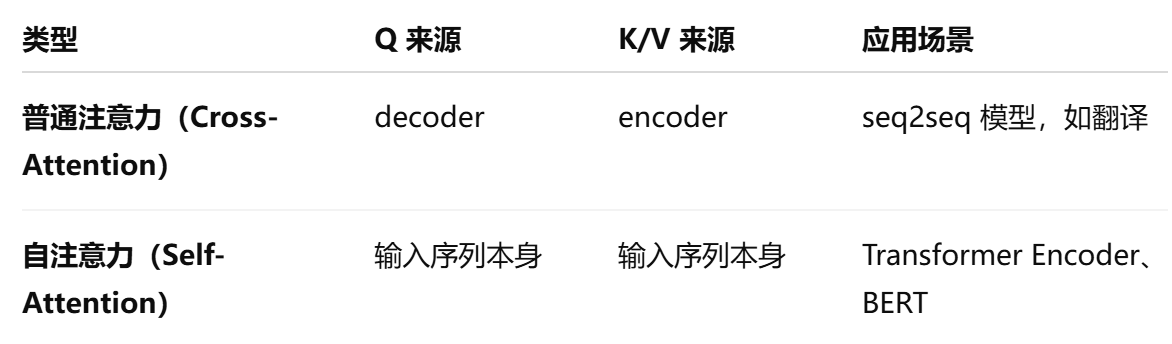 类型 Q 来源 K/V 来源 应用场景
普通注意力（Cross- decoder encoder seq2seq 模型，如翻译
Attention）
自注意力（Self- 输入序列本身 输入序列本身 Transformer Encoder、
Attention） BERT